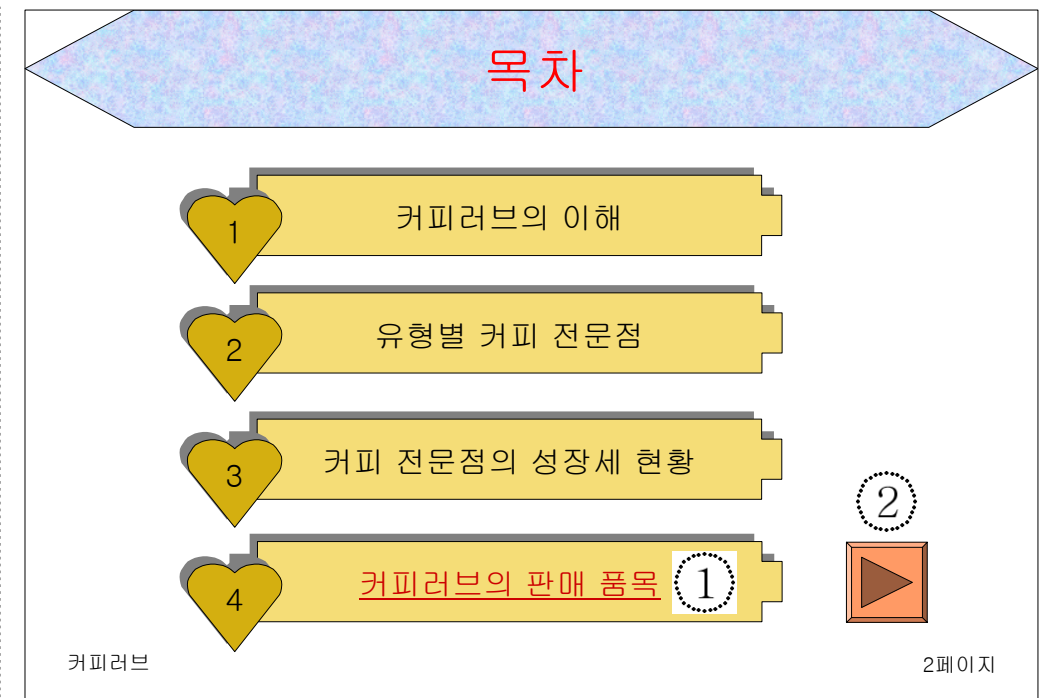 목차
1 커피러브의 이해
2 유형별 커피 전문점
3 커피 전문점의 성장세 현황
2
4 커피러브의 판매 품목 1
커피러브 2페이지